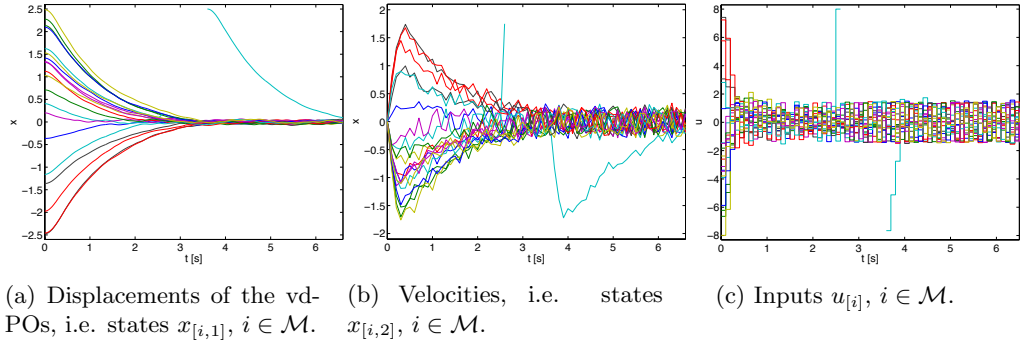 2.5
2
1.5
1
0.5
0
0.5
1
1.5
2
2.5
x
0 1 2 3 4 5 6
t [s]
2
1.5
1
0.5
0
0.5
1
−1.5
−2
x
0 2 4 6
t [s]
8
6
4
2
0
−2
−4
−6
−8
u
0 1 2 3 4 5 6
t [s]
(a) Displacements of the vd-
POs, i.e. states x[i,1], i ∈ M.
(b) Velocities, i.e. states
x[i,2], i ∈ M.
(c) Inputs u[i], i ∈ M.